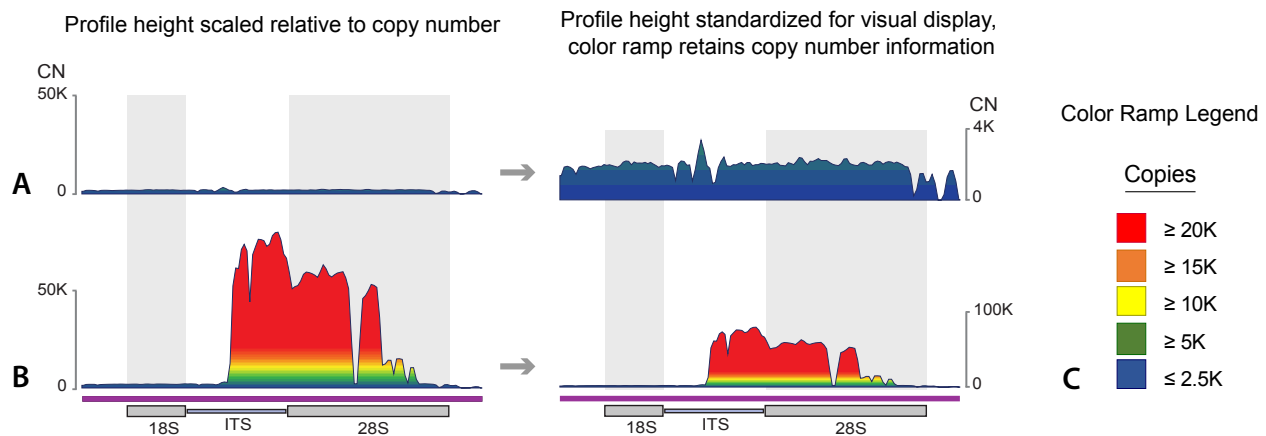 Profile height scaled relative to copy number
Profile height standardized for visual display,
color ramp retains copy number information
CN
50K
0
A
CN
4K
0
50K
0
B
18S
ITS
28S
100K
0
18S
ITS
28S
Color Ramp Legend
Copies
≥ 20K
≥ 15K
≥ 10K
≥ 5K
≤ 2.5K
C